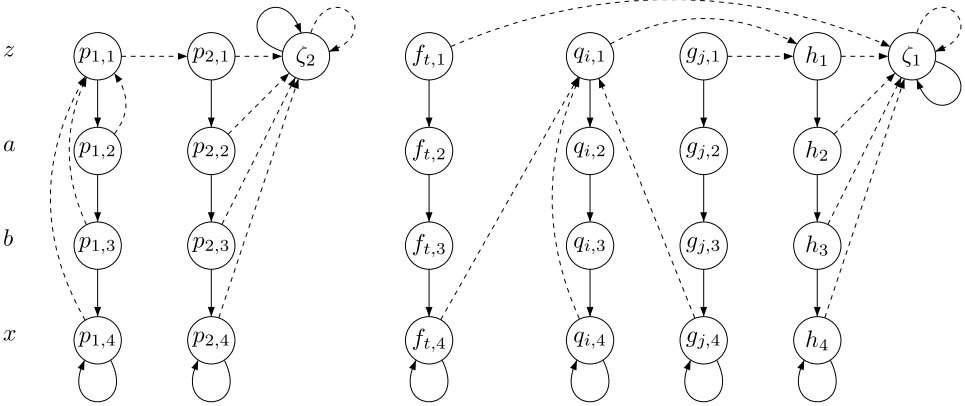 z p₁,₁ p₂,₁ ζ₂ fₜ,₁ qᵢ,₁ gⱼ,₁ h₁ ζ₁
a p₁,₂ p₂,₂ fₜ,₂ qᵢ,₂ gⱼ,₂ h₂
b p₁,₃ p₂,₃ fₜ,₃ qᵢ,₃ gⱼ,₃ h₃
x p₁,₄ p₂,₄ fₜ,₄ qᵢ,₄ gⱼ,₄ h₄